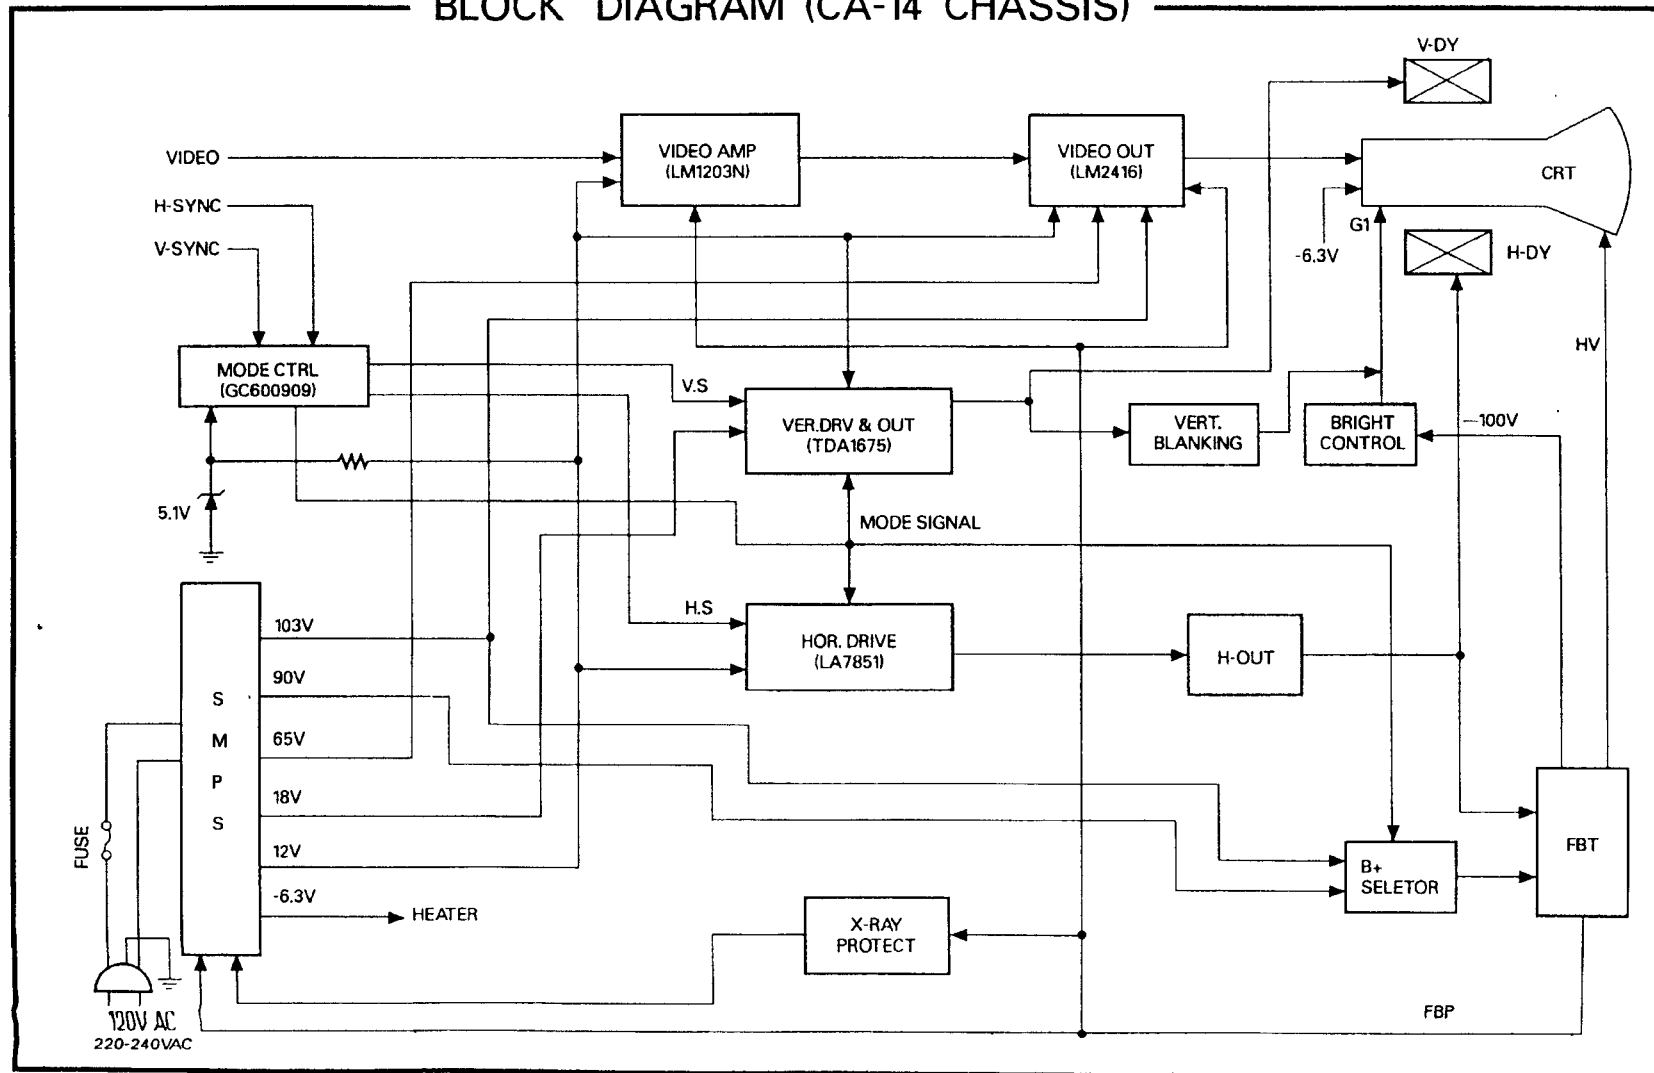 BLOCK DIAGRAM (CA-14 CHASSIS)
V-DY
VIDEO
VIDEO AMP
(LM1203N)
VIDEO OUT
(LM2416)
CRT
H-SYNC
V-SYNC
G1
-6.3V
H-DY
HV
MODE CTRL
(GC600909)
V.S
VER.DRV & OUT
(TDA1675)
VERT.
BLANKING
BRIGHT
CONTROL
-100V
5.1V
MODE SIGNAL
H.S
HOR. DRIVE
(LA7851)
H-OUT
S
M
P
S
103V
90V
65V
18V
12V
-6.3V
HEATER
FUSE
B+
SELETOR
FBT
X-RAY
PROTECT
FBP
120V AC
220-240VAC